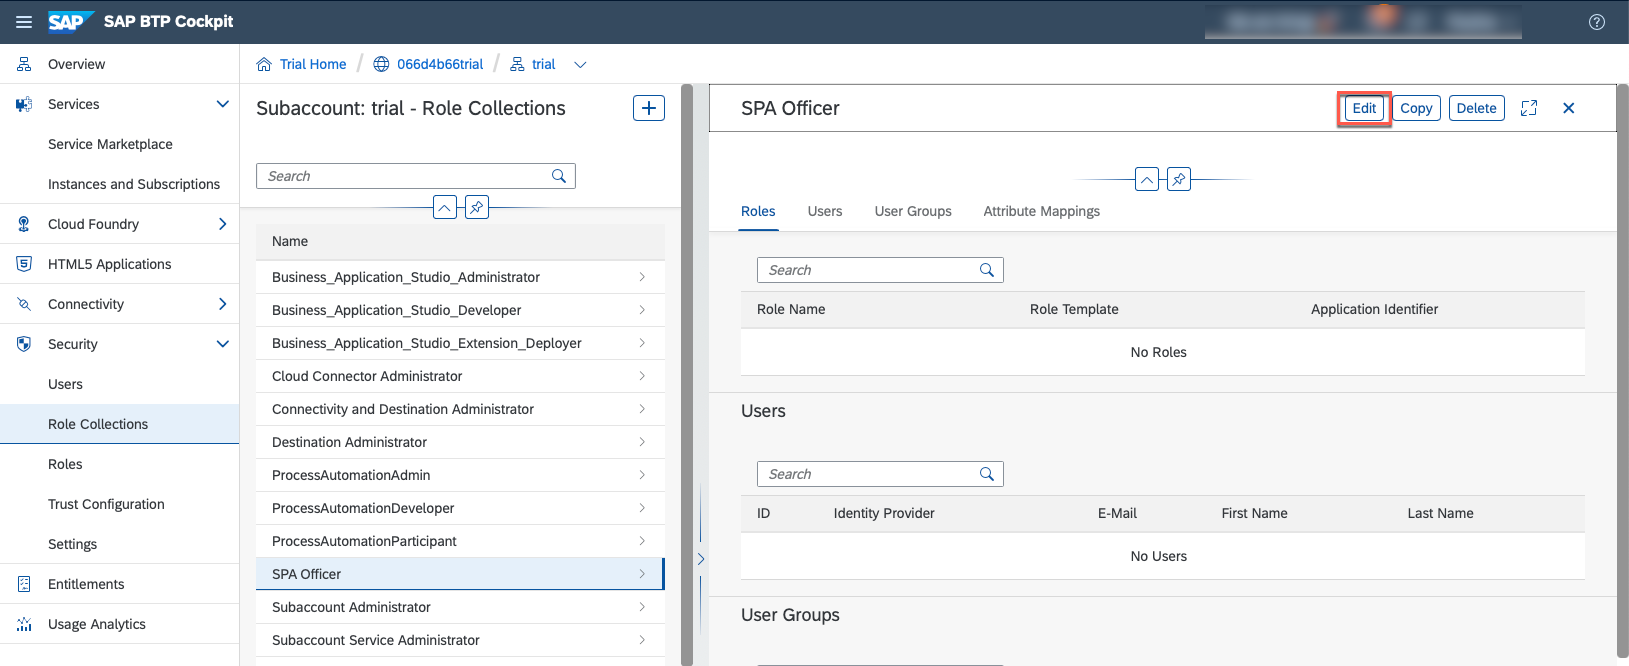 SAP SAP BTP Cockpit
Overview
Services
Service Marketplace
Instances and Subscriptions
Cloud Foundry
HTML5 Applications
Connectivity
Security
Users
Role Collections
Roles
Trust Configuration
Settings
Entitlements
Usage Analytics
Trial Home / 066d4b66trial / trial
Subaccount: trial - Role Collections
Search
Name
Business_Application_Studio_Administrator
Business_Application_Studio_Developer
Business_Application_Studio_Extension_Deployer
Cloud Connector Administrator
Connectivity and Destination Administrator
Destination Administrator
ProcessAutomationAdmin
ProcessAutomationDeveloper
ProcessAutomationParticipant
SPA Officer
Subaccount Administrator
Subaccount Service Administrator
SPA Officer Edit Copy Delete
Roles Users User Groups Attribute Mappings
Search
Role Name Role Template Application Identifier
No Roles
Users
Search
ID Identity Provider E-Mail First Name Last Name
No Users
User Groups